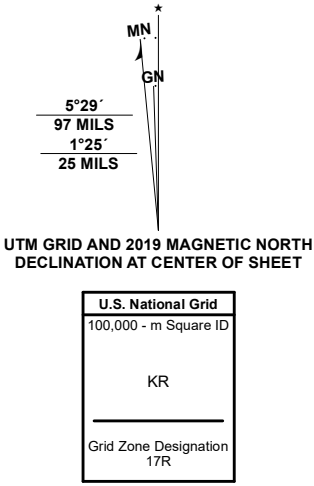 ★
MN
GN
5°29´
97 MILS
1°25´
25 MILS
UTM GRID AND 2019 MAGNETIC NORTH
DECLINATION AT CENTER OF SHEET
U.S. National Grid
100,000 - m Square ID
KR
Grid Zone Designation
17R